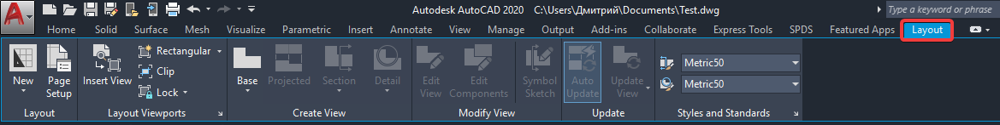 Autodesk AutoCAD 2020 C:\Users\Дмитрий\Documents\Test.dwg Type a keyword or phrase
Home Solid Surface Mesh Visualize Parametric Insert Annotate View Manage Output Add-ins Collaborate Express Tools SPDS Featured Apps Layout
New Page Setup Insert View Rectangular Clip Lock Base Projected Section Detail Edit View Edit Components Symbol Sketch Auto Update Update View Metric50 Metric50
Layout Layout Viewports Create View Modify View Update Styles and Standards